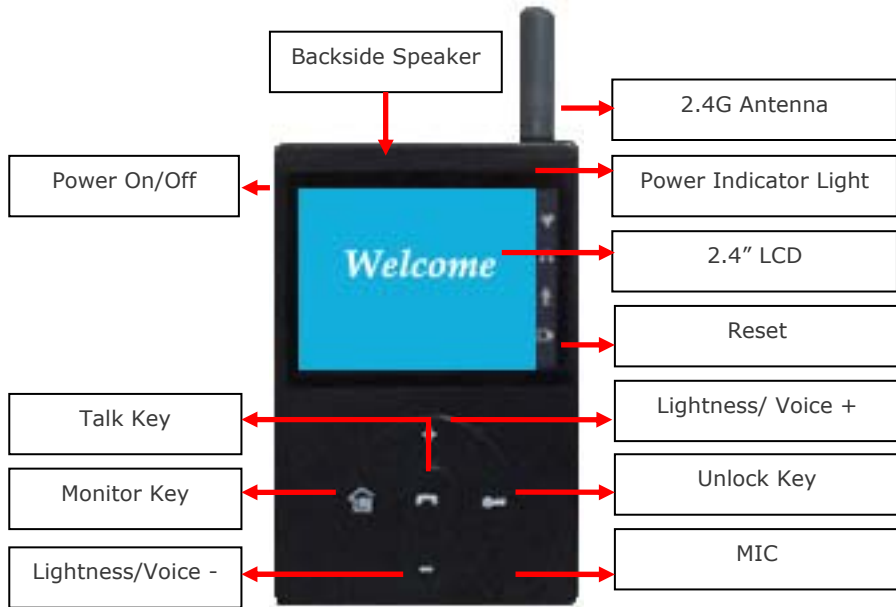 Backside Speaker
2.4G Antenna
Power On/Off
Power Indicator Light
Welcome
2.4” LCD
Reset
Talk Key
Lightness/ Voice +
Monitor Key
Unlock Key
Lightness/Voice -
MIC